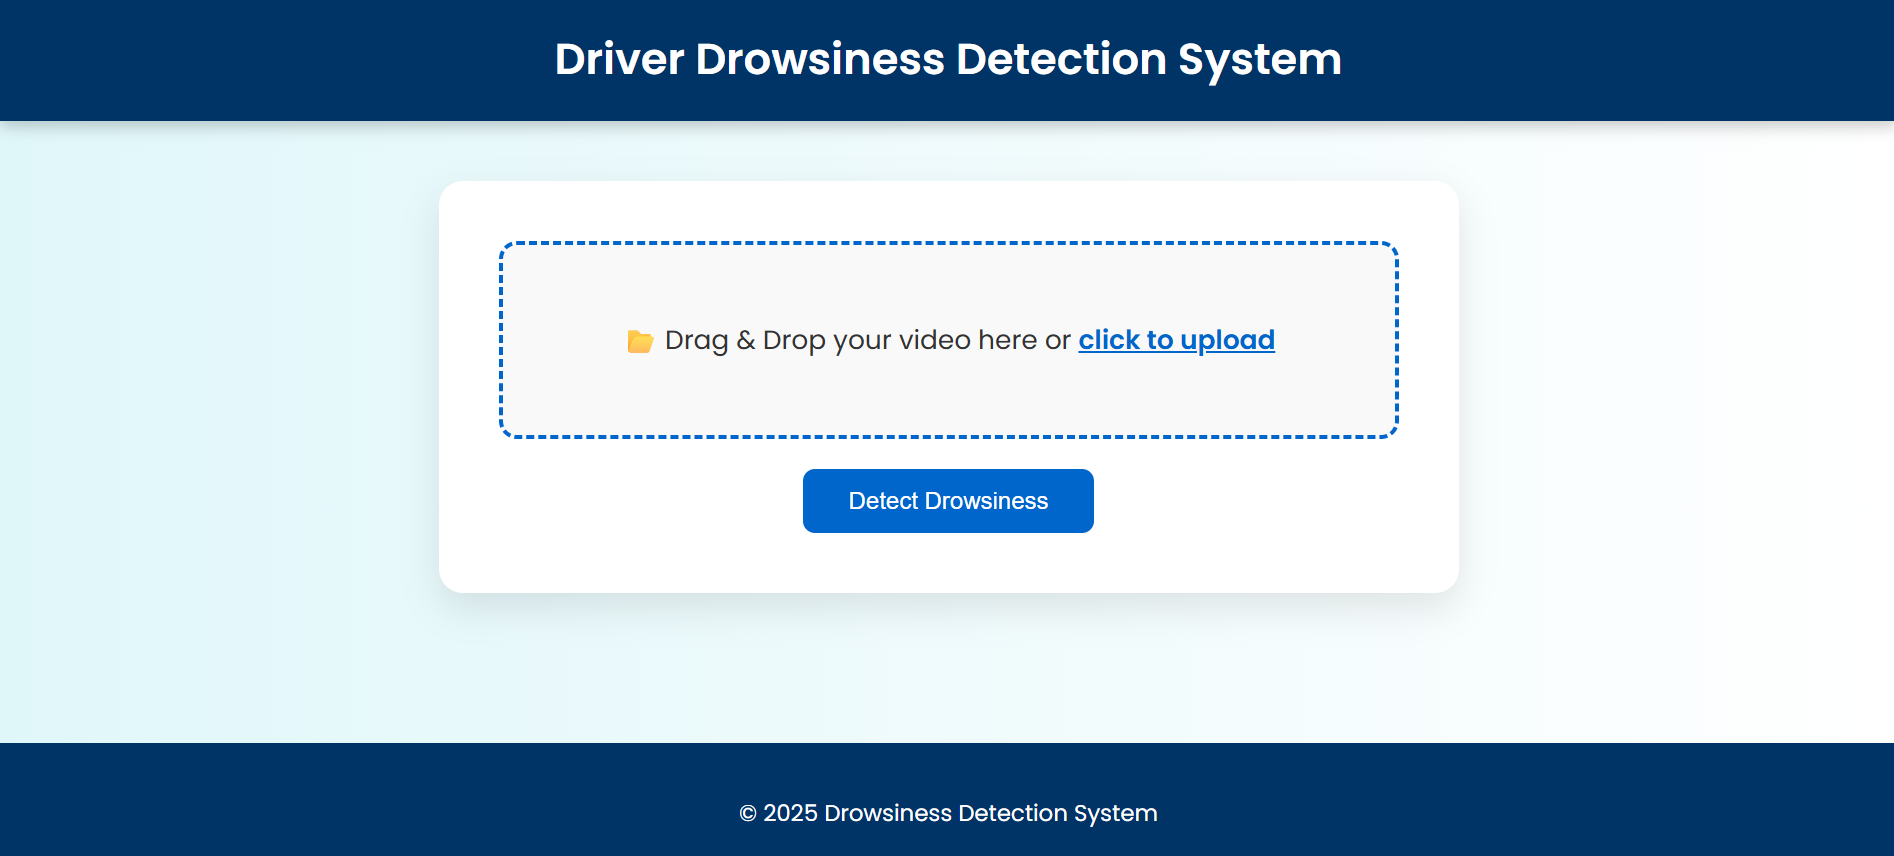 Driver Drowsiness Detection System
Drag & Drop your video here or click to upload
Detect Drowsiness
© 2025 Drowsiness Detection System